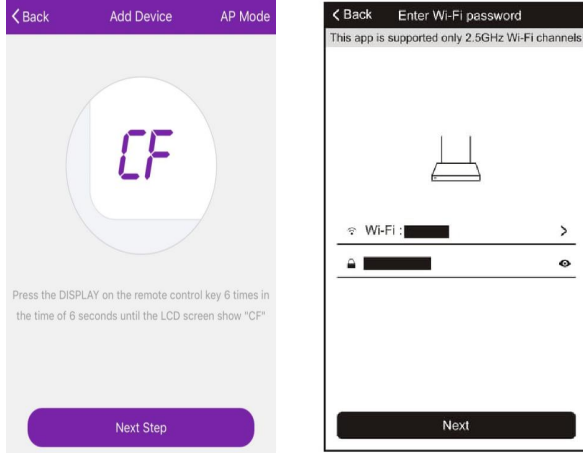 Back Add Device AP Mode
CF
Press the DISPLAY on the remote control key 6 times in
the time of 6 seconds until the LCD screen show "CF"
Next Step
Back Enter Wi-Fi password
This app is supported only 2.5GHz Wi-Fi channels
Wi-Fi :
Next